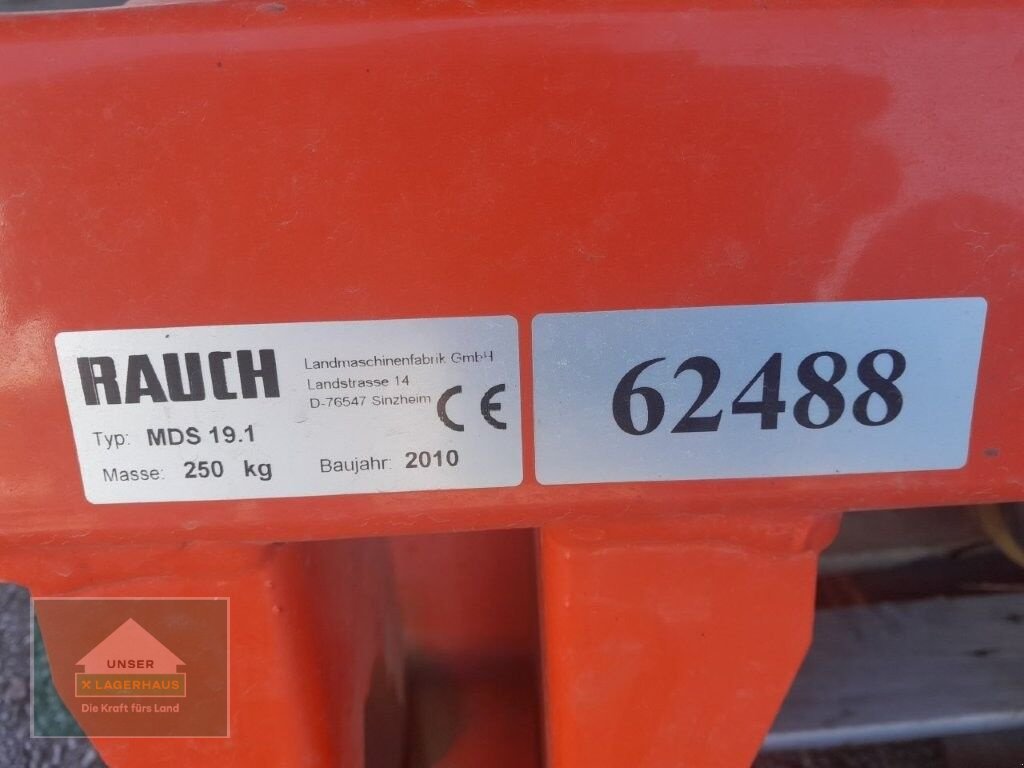 RAUCH
Landmaschinenfabrik GmbH
Landstrasse 14
D-76547 Sinzheim
CE
Typ: MDS 19.1
Masse: 250 kg
Baujahr: 2010
62488
UNSER
X LAGERHAUS
Die Kraft fürs Land